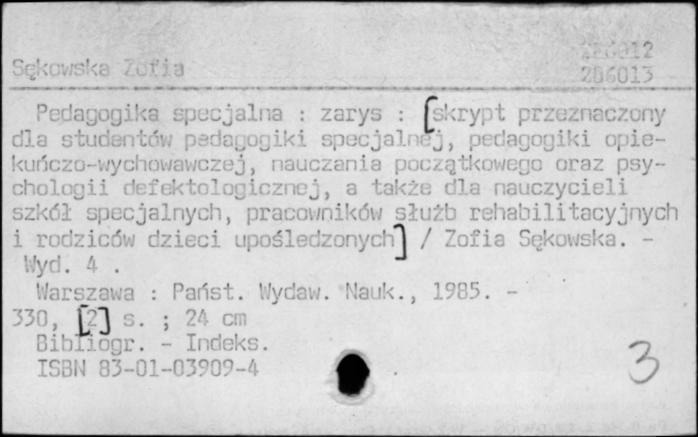 206012
Sękowska Zofia
206013
Pedagogika specjalna : zarys : [skrypt przeznaczony
dla studentów pedagogiki specjalnej, pedagogiki opie-
kuńczo-wychowawczej, nauczania początkowego oraz psy-
chologii defektologicznej, a także dla nauczycieli
szkół specjalnych, pracowników służb rehabilitacyjnych
i rodziców dzieci upośledzonych] / Zofia Sękowska. -
Wyd. 4 .
Warszawa : Państ. Wydaw. Nauk., 1985. -
330, [2] s. ; 24 cm
Bibliogr. - Indeks.
ISBN 83-01-03909-4
3